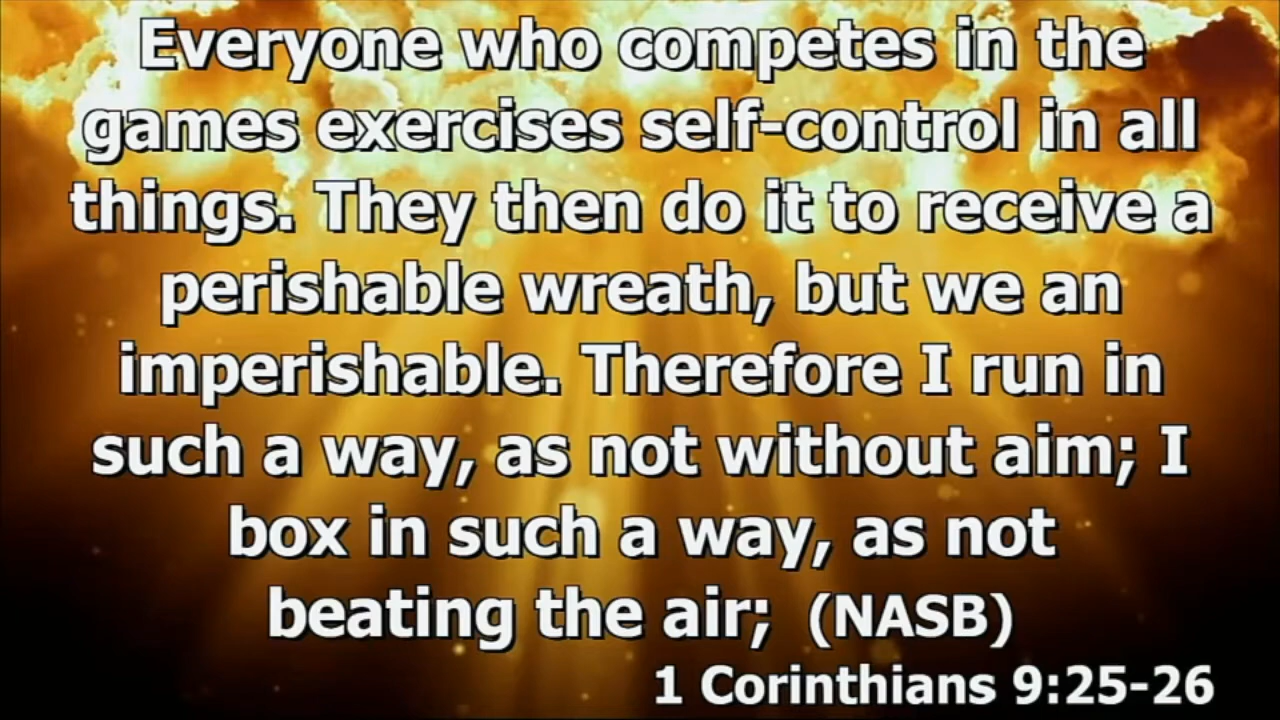 Everyone who competes in the
games exercises self-control in all
things. They then do it to receive a
perishable wreath, but we an
imperishable. Therefore I run in
such a way, as not without aim; I
box in such a way, as not
beating the air; (NASB)
1 Corinthians 9:25-26